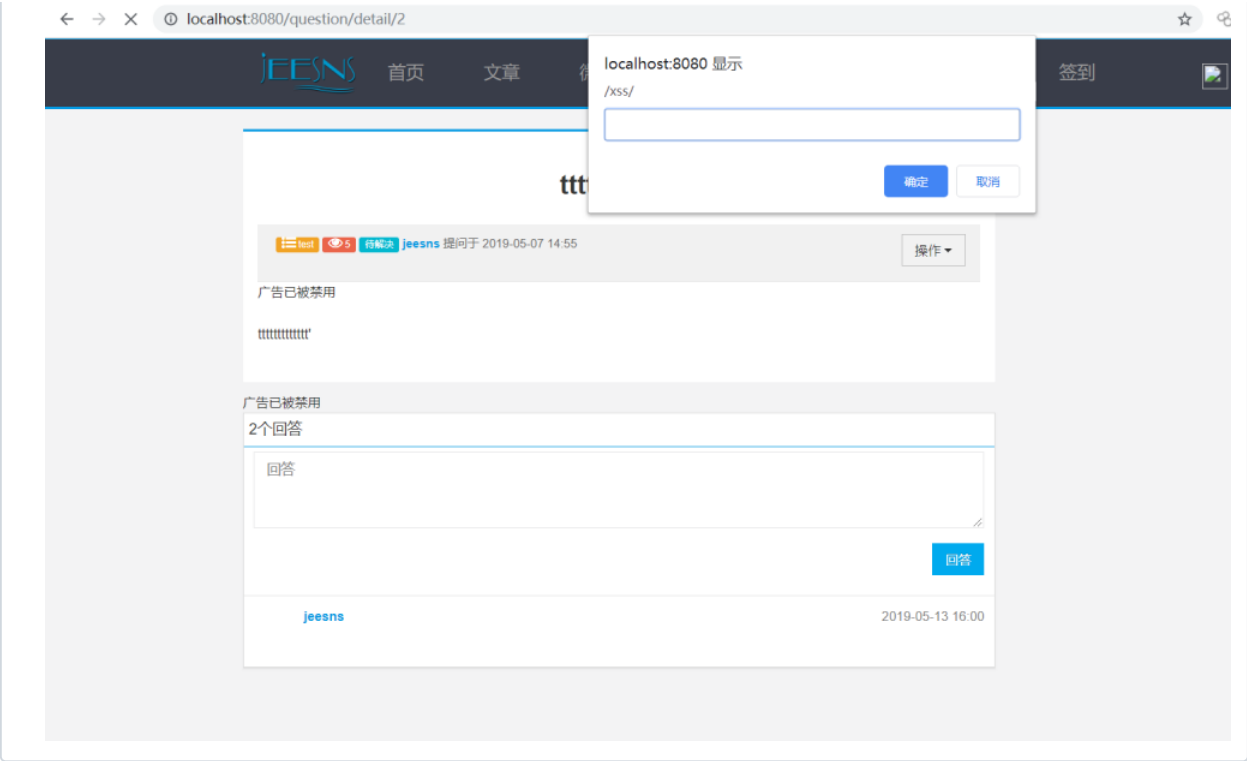 localhost:8080/question/detail/2
localhost:8080 显示
/xss/
确定
取消
jEESNS
首页
文章
签到
ttt
test
5
待解决
jeesns 提问于 2019-05-07 14:55
操作
广告已被禁用
ttttttttttttt'
广告已被禁用
2个回答
回答
回答
jeesns
2019-05-13 16:00